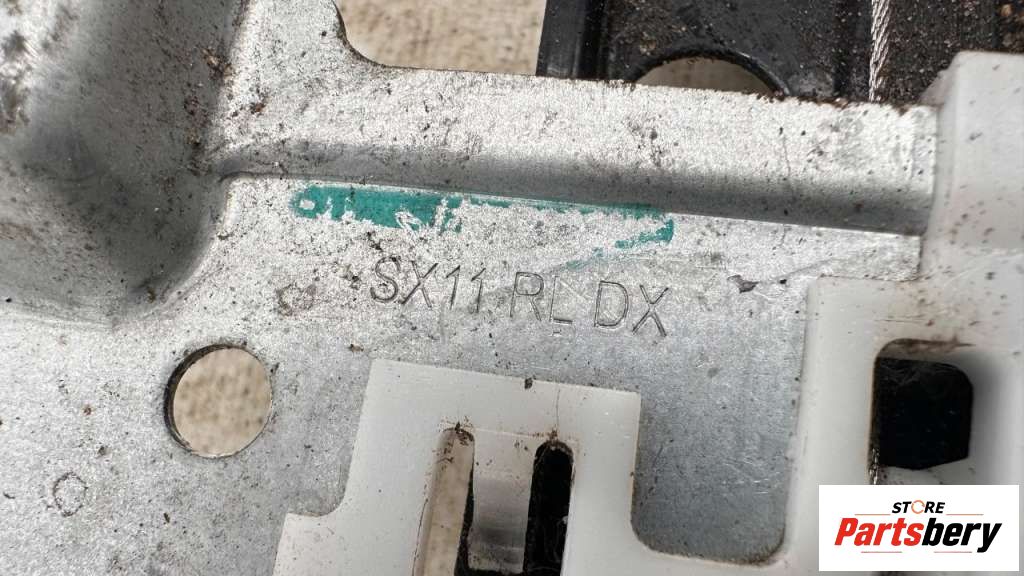 SX11 RL DX
STORE
Partsbery